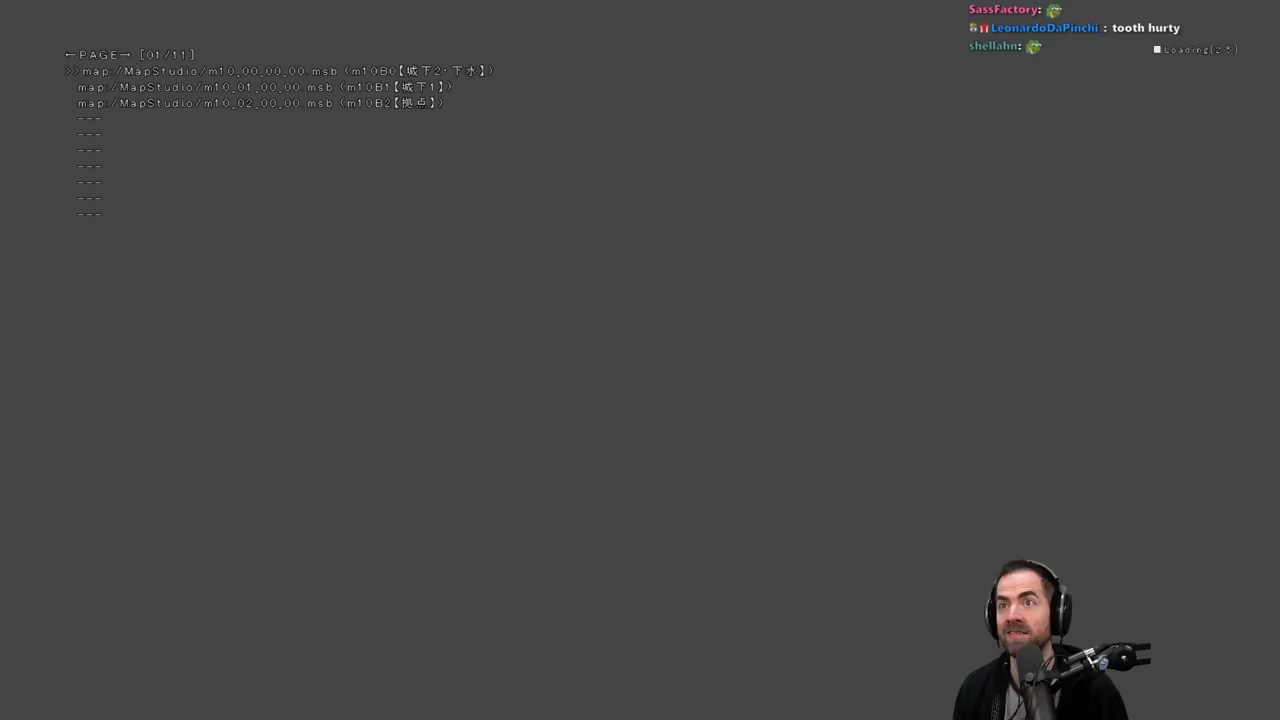 ←PAGE→ [01/11]
>>map:/MapStudio/m10_00_00_00.msb (m10B0【城下2・下水】)
map:/MapStudio/m10_01_00_00.msb (m10B1【城下1】)
map:/MapStudio/m10_02_00_00.msb (m10B2【拠点】)
---
---
---
---
---
---
---
SassFactory:
LeonardoDaPinchi : tooth hurty
shellahn:
Loading[2.5]